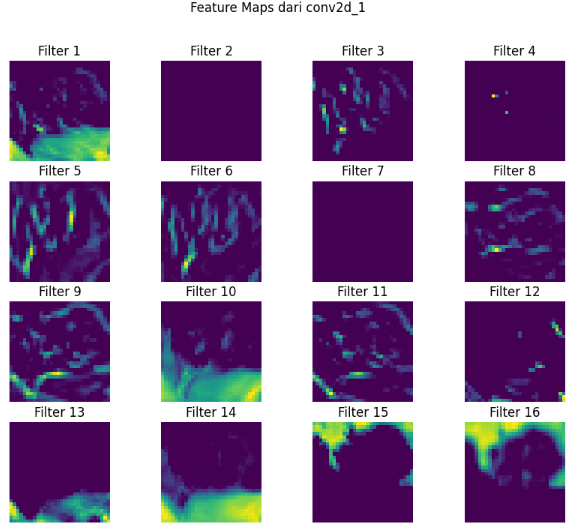 Feature Maps dari conv2d_1
Filter 1
Filter 2
Filter 3
Filter 4
Filter 5
Filter 6
Filter 7
Filter 8
Filter 9
Filter 10
Filter 11
Filter 12
Filter 13
Filter 14
Filter 15
Filter 16